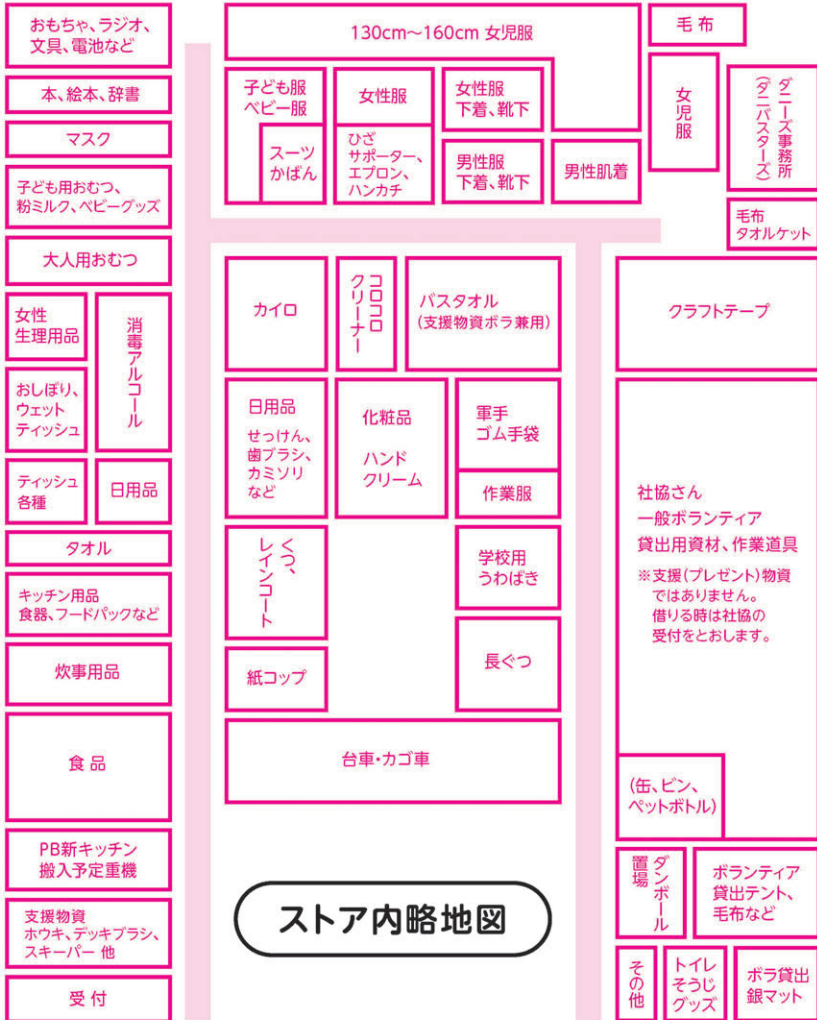 おもちゃ、ラジオ、
文具、電池など
本、絵本、辞書
マスク
子ども用おむつ、
粉ミルク、ベビーグッズ
大人用おむつ
女性
生理用品
消毒アルコール
おしぼり、
ウェット
ティッシュ
ティッシュ
各種
日用品
タオル
キッチン用品
食器、フードパックなど
炊事用品
食品
PB新キッチン
搬入予定重機
支援物資
ホウキ、デッキブラシ、
スキーパー 他
受付
130cm〜160cm 女児服
子ども服
ベビー服
スーツ
かばん
女性服
ひざ
サポーター、
エプロン、
ハンカチ
女性服
下着、靴下
男性服
下着、靴下
男性肌着
毛布
女児服
ダニーズ事務所
(ダニバスターズ)
毛布
タオルケット
カイロ
コロコロ
クリーナー
バスタオル
(支援物資ボラ兼用)
日用品
せっけん、
歯ブラシ、
カミソリ
など
化粧品
ハンド
クリーム
軍手
ゴム手袋
作業服
くつ、
レインコート
学校用
うわばき
紙コップ
長ぐつ
台車・カゴ車
ストア内略地図
クラフトテープ
社協さん
一般ボランティア
貸出用資材、作業道具
※支援(プレゼント)物資
ではありません。
借りる時は社協の
受付をとおします。
(缶、ビン、
ペットボトル)
ダンボール
置場
ボランティア
貸出テント、
毛布など
その他
トイレ
そうじ
グッズ
ボラ貸出
銀マット